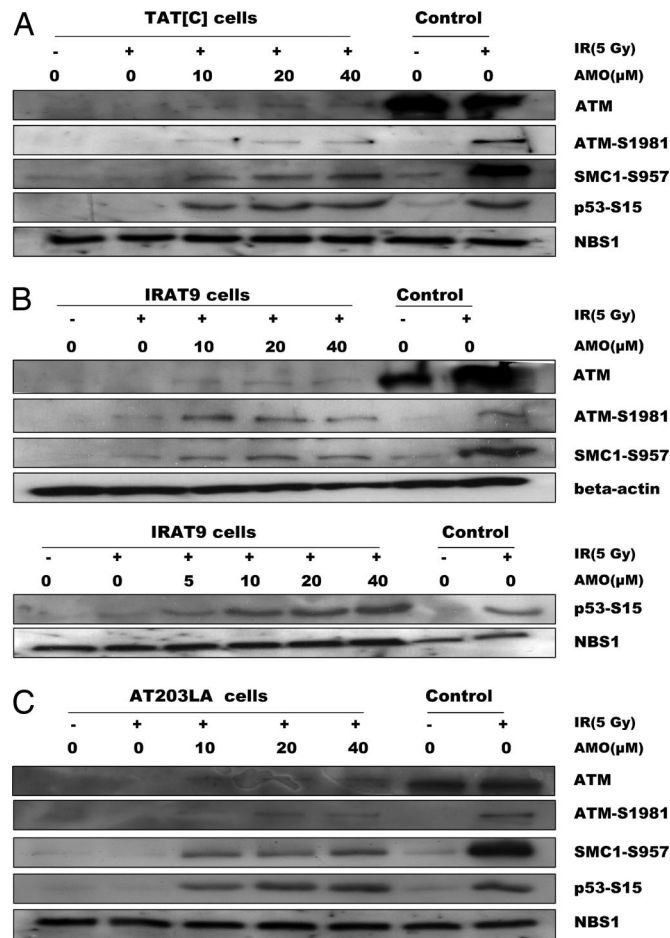 A
TAT[C] cells Control
- + + + + - + IR(5 Gy)
0 0 10 20 40 0 0 AMO(μM)
ATM
ATM-S1981
SMC1-S957
p53-S15
NBS1
B
IRAT9 cells Control
- + + + + - + IR(5 Gy)
0 0 10 20 40 0 0 AMO(μM)
ATM
ATM-S1981
SMC1-S957
beta-actin
IRAT9 cells Control
- + + + + + - + IR(5 Gy)
0 0 5 10 20 40 0 0 AMO(μM)
p53-S15
NBS1
C
AT203LA cells Control
- + + + + - + IR(5 Gy)
0 0 10 20 40 0 0 AMO(μM)
ATM
ATM-S1981
SMC1-S957
p53-S15
NBS1